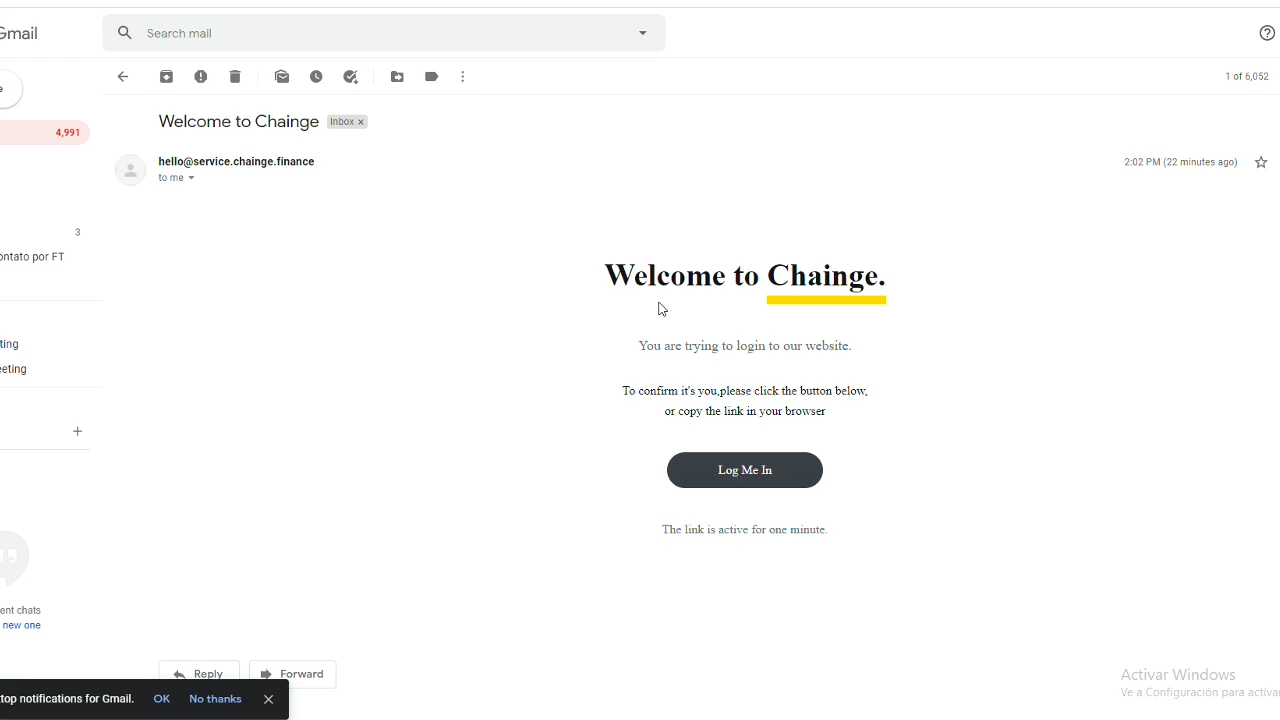 Gmail
Search mail
1 of 6,052
Welcome to Chainge
Inbox x
4,991
hello@service.chainge.finance
2:02 PM (22 minutes ago)
to me
3
ontato por FT
Welcome to Chainge.
ting
You are trying to login to our website.
eeting
To confirm it's you,please click the button below,
or copy the link in your browser
+
Log Me In
The link is active for one minute.
ent chats
new one
Reply
Forward
Activar Windows
Ve a Configuración para activar
top notifications for Gmail.
OK
No thanks